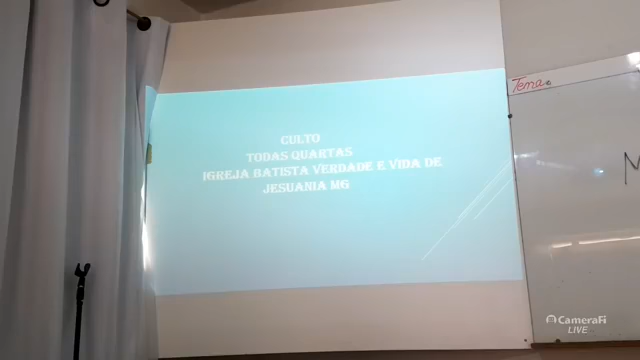 CULTO
TODAS QUARTAS
IGREJA BATISTA VERDADE E VIDA DE
JESUANIA MG
Tema
M
CameraFi
LIVE